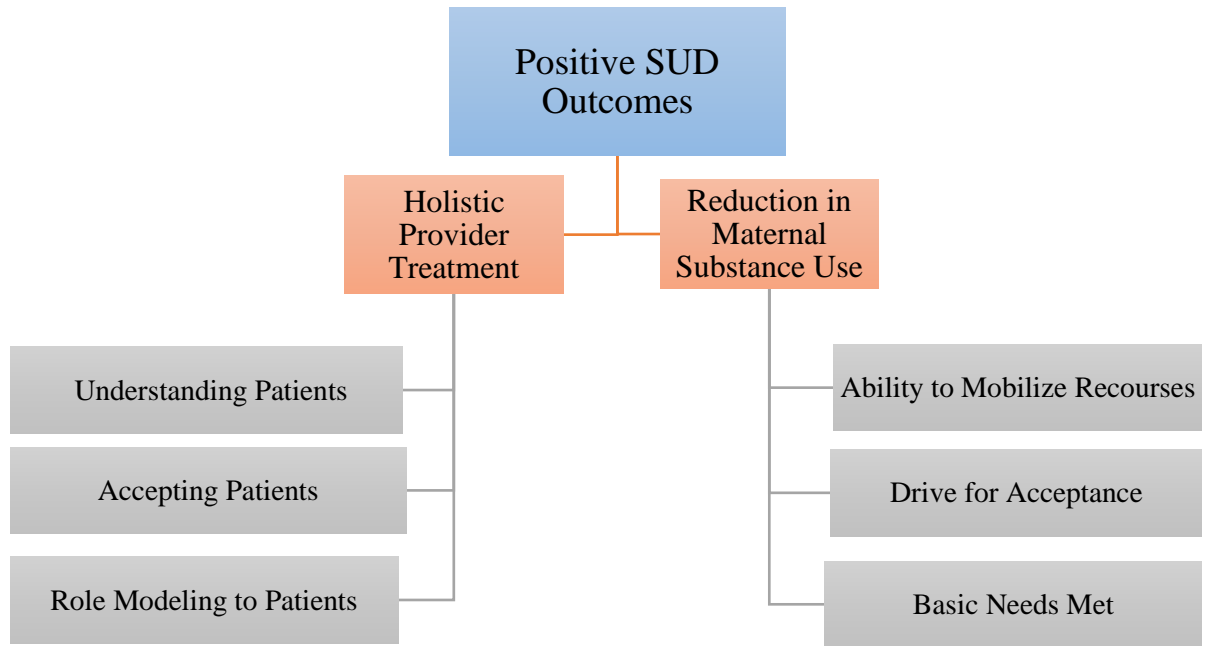 Positive SUD
Outcomes
Holistic
Provider
Treatment
Reduction in
Maternal
Substance Use
Understanding Patients
Accepting Patients
Role Modeling to Patients
Ability to Mobilize Recourses
Drive for Acceptance
Basic Needs Met